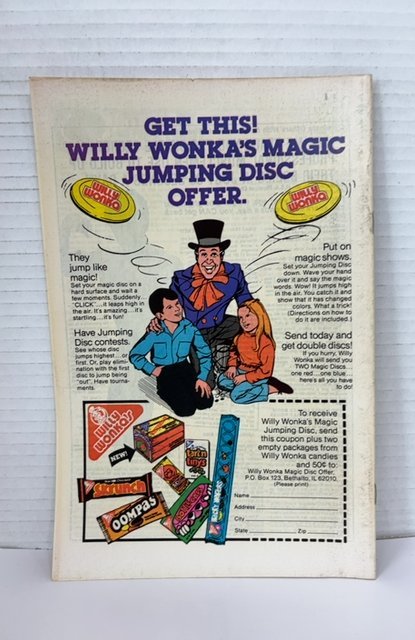 GET THIS!
WILLY WONKA'S MAGIC
JUMPING DISC
OFFER.
WILLY
WONKA
WILLY
WONKA
They
jump like
magic!
Set your magic disc on a
hard surface and wait a
few moments. Suddenly,
"CLICK"... it leaps high in
the air. It's amazing... it's
startling... it's fun!
Have Jumping
Disc contests.
See whose disc
jumps highest... or
first. Or, play elimi-
nation with the first
disc to jump being
"out". Have tourna-
ments.
Put on
magic shows.
Set your Jumping Disc
down. Wave your hand
over it and say the magic
words. Wow! It jumps high
in the air. You catch it and
show that it has changed
colors. What a trick!
(Directions on how to
do it are included.)
Send today and
get double discs!
If you hurry, Willy
Wonka will send you
TWO Magic Discs...
one red... one blue...
here's all you have
to do:
WILLY
WONKA'S
NEW!
SKRUNCH
OOMPAS
To receive
Willy Wonka's Magic
Jumping Disc, send
this coupon plus two
empty packages from
Willy Wonka candies
and 50¢ to:
Willy Wonka Magic Disc Offer,
P.O. Box 123, Bethalto, IL 62010.
(Please print)
Name
Address
City
State Zip